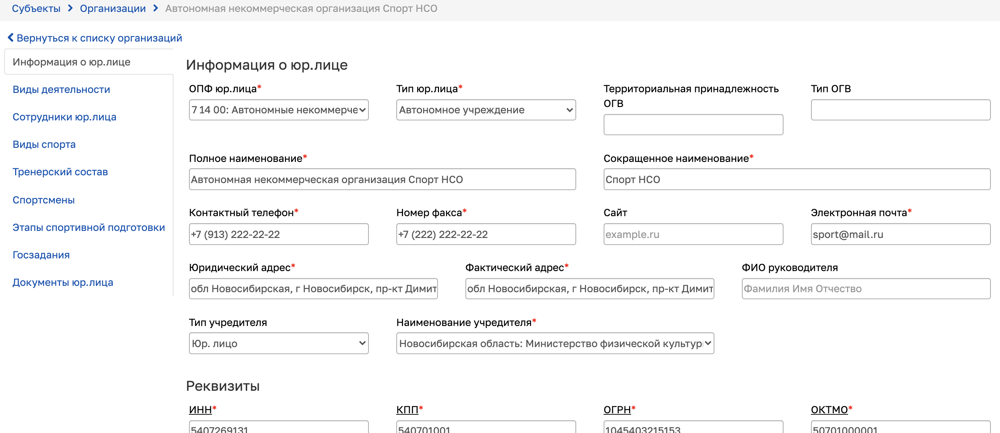 Субъекты > Организации > Автономная некоммерческая организация Спорт НСО
Вернуться к списку организаций
Информация о юр.лице
Виды деятельности
Сотрудники юр.лица
Виды спорта
Тренерский состав
Спортсмены
Этапы спортивной подготовки
Госзадания
Документы юр.лица
Информация о юр.лице
ОПФ юр.лица*
7 14 00: Автономные некоммерче
Тип юр.лица*
Автономное учреждение
Территориальная принадлежность
ОГВ
Тип ОГВ
Полное наименование*
Автономная некоммерческая организация Спорт НСО
Сокращенное наименование*
Спорт НСО
Контактный телефон*
+7 (913) 222-22-22
Номер факса*
+7 (222) 222-22-22
Сайт
example.ru
Электронная почта*
sport@mail.ru
Юридический адрес*
обл Новосибирская, г Новосибирск, пр-кт Димит
Фактический адрес*
обл Новосибирская, г Новосибирск, пр-кт Димит
ФИО руководителя
Фамилия Имя Отчество
Тип учредителя
Юр. лицо
Наименование учредителя*
Новосибирская область: Министерство физической культур
Реквизиты
ИНН*
5407269131
КПП*
540701001
ОГРН*
1045403215153
ОКТМО*
50701000001